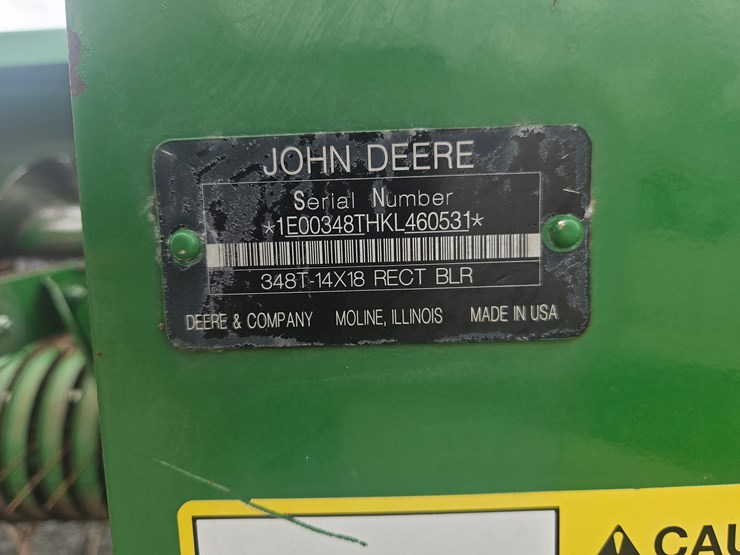 JOHN DEERE
Serial Number
*1E00348THKL460531*
348T-14X18 RECT BLR
DEERE & COMPANY MOLINE, ILLINOIS MADE IN USA
CAU